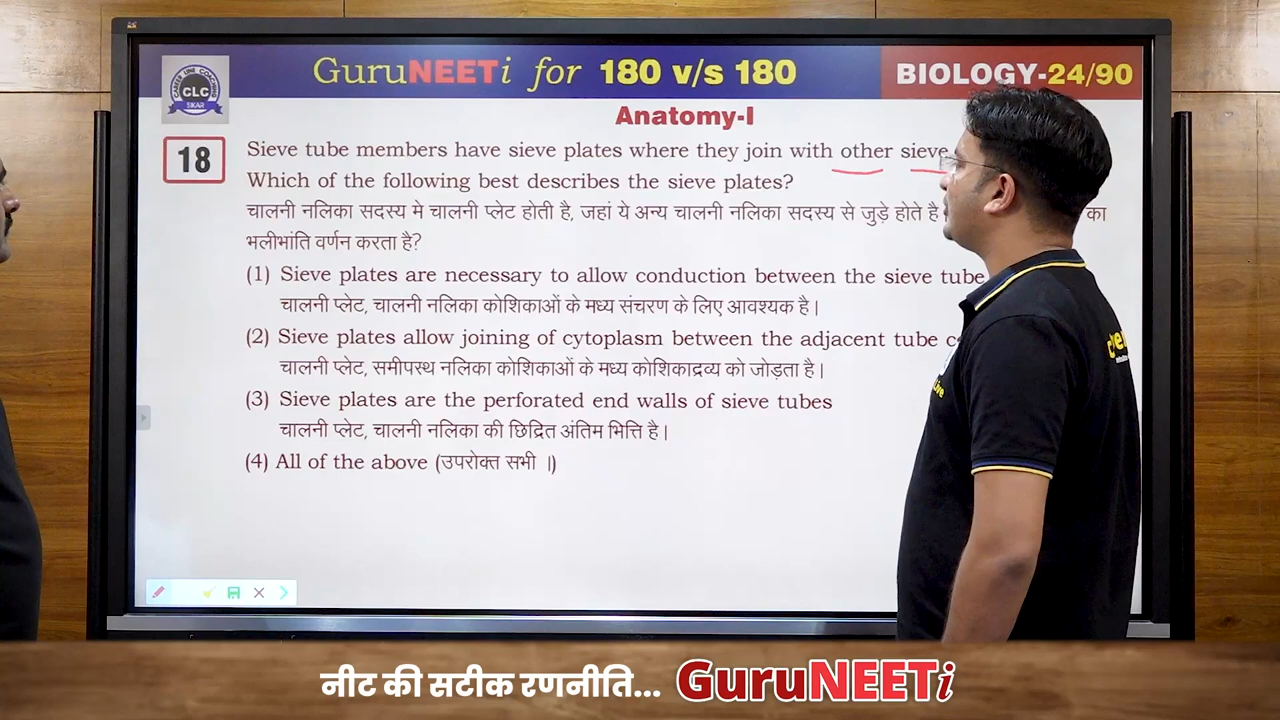 GuruNEETi for 180 v/s 180
BIOLOGY-24/90
CLC
SIKAR
Anatomy-I
18
Sieve tube members have sieve plates where they join with other sieve
Which of the following best describes the sieve plates?
चालनी नलिका सदस्य मे चालनी प्लेट होती है, जहां ये अन्य चालनी नलिका सदस्य से जुड़े होते है का
भलीभांति वर्णन करता है?
(1) Sieve plates are necessary to allow conduction between the sieve tube
चालनी प्लेट, चालनी नलिका कोशिकाओं के मध्य संचरण के लिए आवश्यक है।
(2) Sieve plates allow joining of cytoplasm between the adjacent tube
चालनी प्लेट, समीपस्थ नलिका कोशिकाओं के मध्य कोशिकाद्रव्य को जोड़ता है।
(3) Sieve plates are the perforated end walls of sieve tubes
चालनी प्लेट, चालनी नलिका की छिद्रित अंतिम भित्ति है।
(4) All of the above (उपरोक्त सभी ।)
नीट की सटीक रणनीति... GuruNEETi